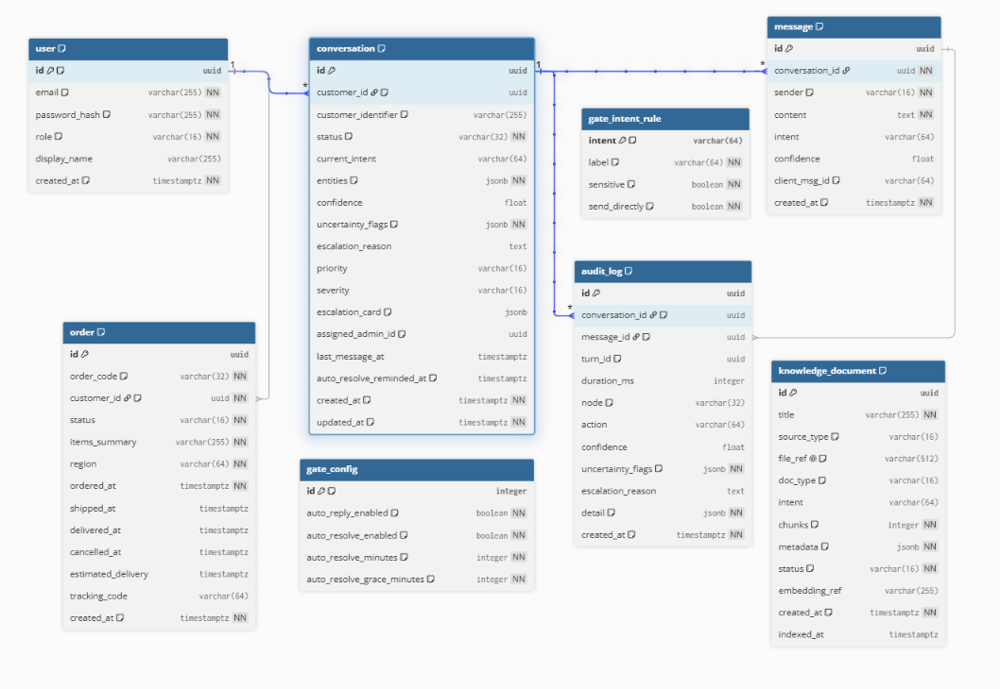 user
id uuid
email varchar(255) NN
password_hash varchar(255) NN
role varchar(16) NN
display_name varchar(255)
created_at timestamptz NN
1
*
conversation
id uuid
customer_id uuid
customer_identifier varchar(255)
status varchar(32) NN
current_intent varchar(64)
entities jsonb NN
confidence float
uncertainty_flags jsonb NN
escalation_reason text
priority varchar(16)
severity varchar(16)
escalation_card jsonb
assigned_admin_id uuid
last_message_at timestamptz
auto_resolve_reminded_at timestamptz
created_at timestamptz NN
updated_at timestamptz NN
1
*
message
id uuid
conversation_id uuid NN
sender varchar(16) NN
content text NN
intent varchar(64)
confidence float
client_msg_id varchar(64)
created_at timestamptz NN
gate_intent_rule
intent varchar(64)
label varchar(64) NN
sensitive boolean NN
send_directly boolean NN
*
audit_log
id uuid
conversation_id uuid
message_id uuid
turn_id uuid
duration_ms integer
node varchar(32)
action varchar(64)
confidence float
uncertainty_flags jsonb NN
escalation_reason text
detail jsonb NN
created_at timestamptz NN
order
id uuid
order_code varchar(32) NN
customer_id uuid NN
status varchar(16) NN
items_summary varchar(255) NN
region varchar(64) NN
ordered_at timestamptz NN
shipped_at timestamptz
delivered_at timestamptz
cancelled_at timestamptz
estimated_delivery timestamptz
tracking_code varchar(64)
created_at timestamptz NN
gate_config
id integer
auto_reply_enabled boolean NN
auto_resolve_enabled boolean NN
auto_resolve_minutes integer NN
auto_resolve_grace_minutes integer NN
knowledge_document
id uuid
title varchar(255) NN
source_type varchar(16)
file_ref varchar(512)
doc_type varchar(16)
intent varchar(64)
chunks integer NN
metadata jsonb NN
status varchar(16) NN
embedding_ref varchar(255)
created_at timestamptz NN
indexed_at timestamptz